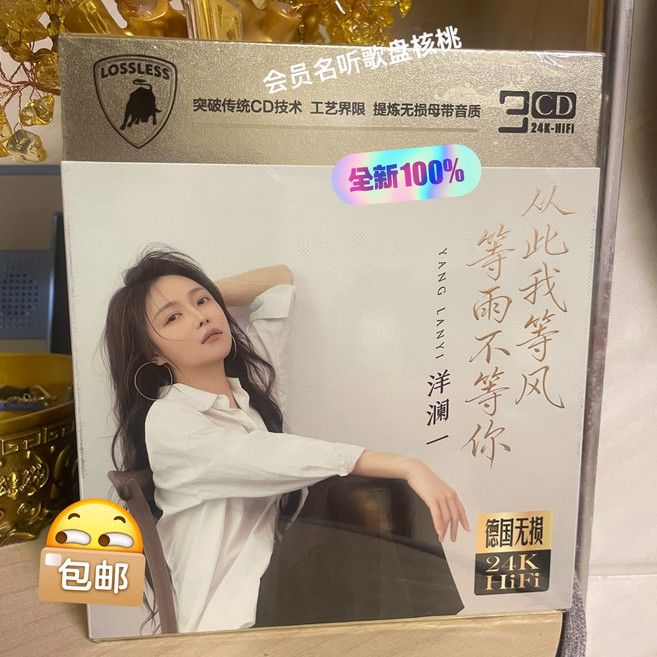 会员名听歌盘核桃
LOSSLESS
突破传统CD技术 工艺界限 提炼无损母带音质
3CD
24K-HiFi
全新100%
从此我等风
等雨不等你
YANG LANYI
洋澜一
德国无损
24K
HiFi
包邮